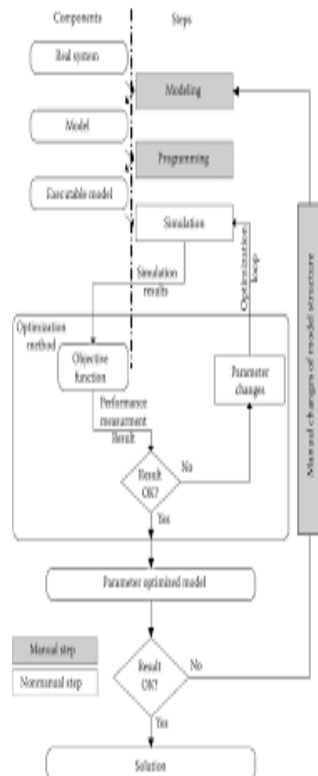 Components
Steps
Real system
Modeling
Model
Programming
Executable model
Simulation
Simulation
results
Optimization
loop
Optimization
method
Objective
function
Parameter
changes
Performance
measurment
Result
Result
OK?
No
Yes
Manual changes of model structure
Parameter optimized model
Manual step
Nonmanual step
Result
OK?
No
Yes
Solution